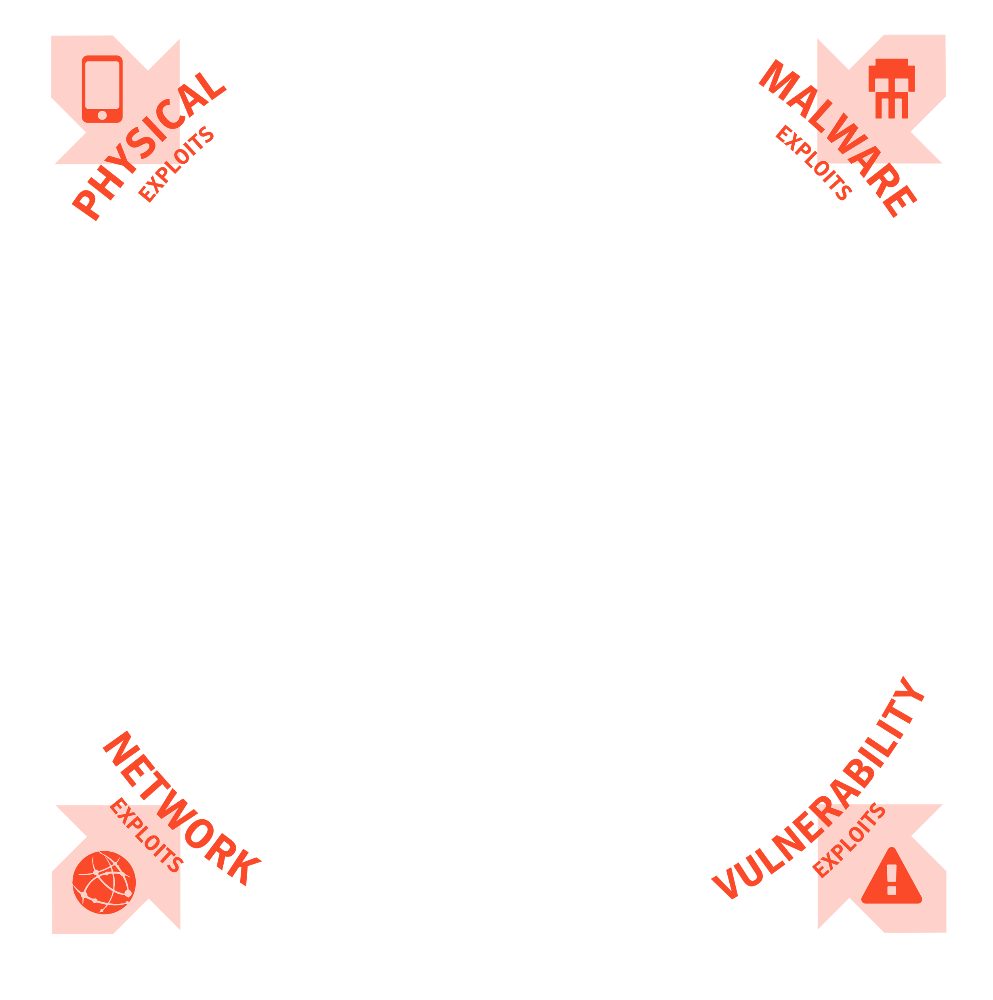 PHYSICAL
EXPLOITS
MALWARE
EXPLOITS
NETWORK
EXPLOITS
VULNERABILITY
EXPLOITS